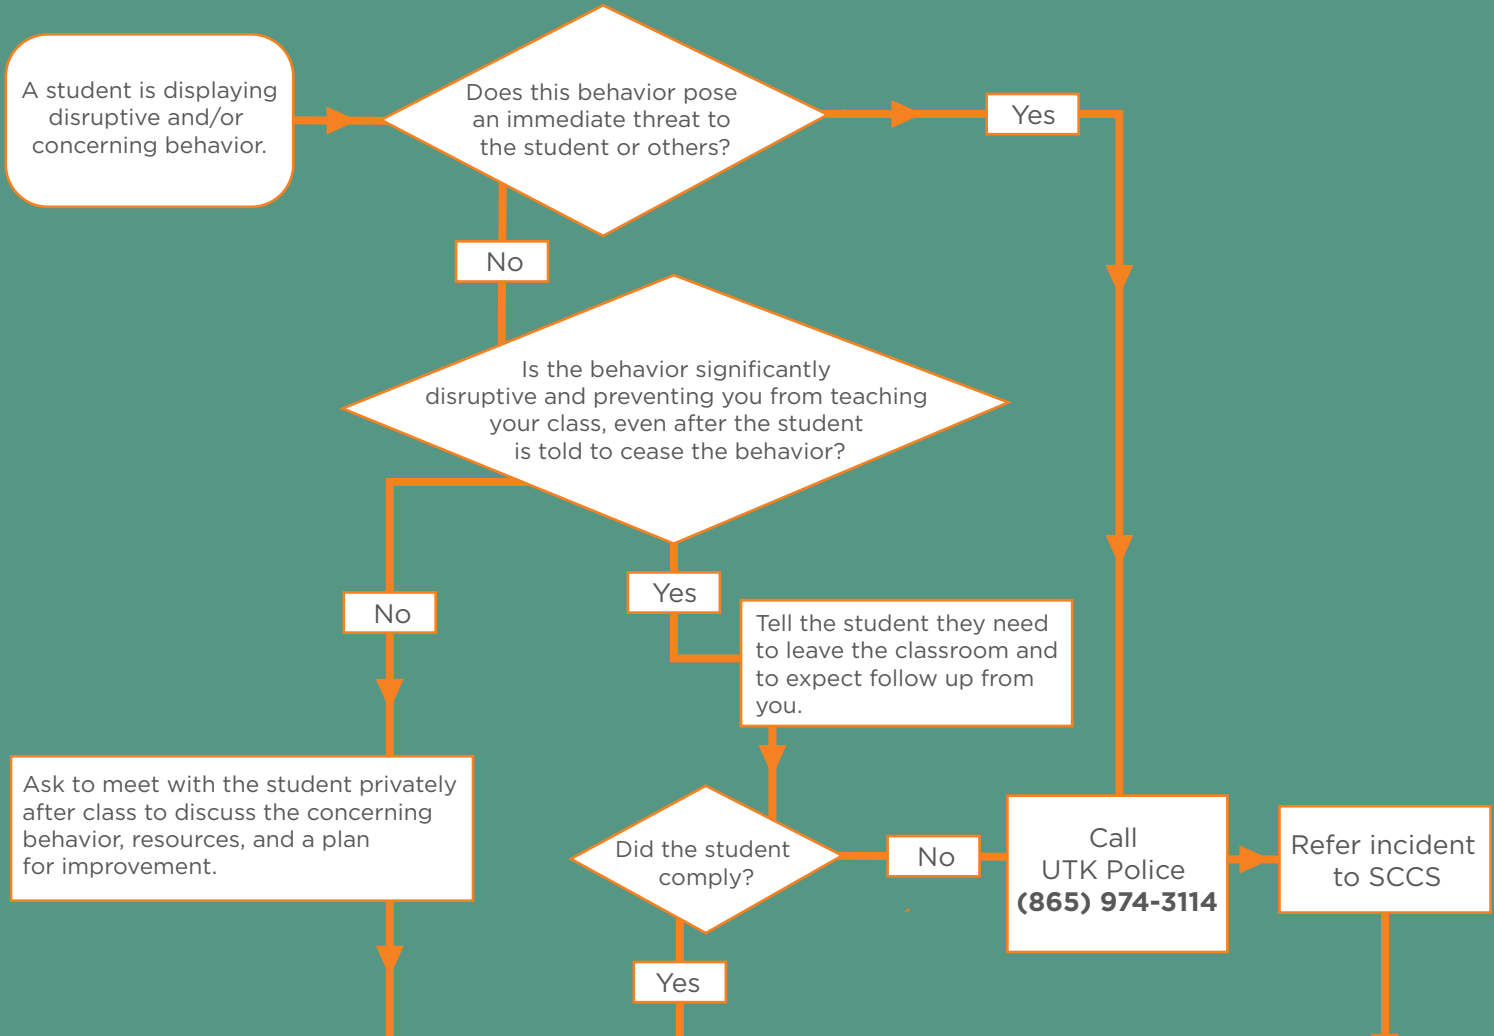 A student is displaying
disruptive and/or
concerning behavior.
Does this behavior pose
an immediate threat to
the student or others?
Yes
No
Is the behavior significantly
disruptive and preventing you from teaching
your class, even after the student
is told to cease the behavior?
No
Yes
Tell the student they need
to leave the classroom and
to expect follow up from
you.
Ask to meet with the student privately
after class to discuss the concerning
behavior, resources, and a plan
for improvement.
Did the student
comply?
No
Call
UTK Police
(865) 974-3114
Refer incident
to SCCS
Yes